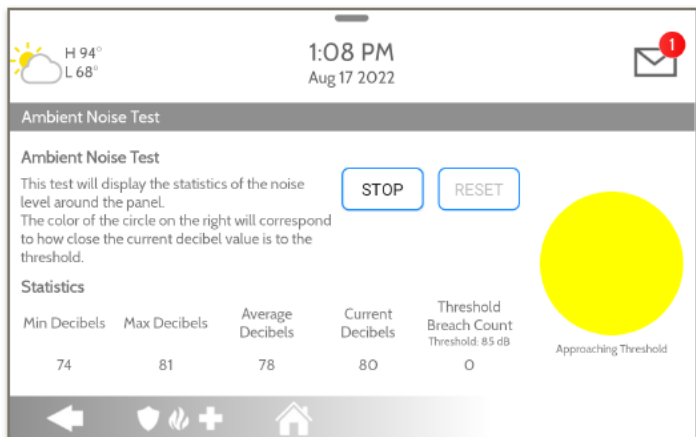 H 94°
L 68°
1:08 PM
Aug 17 2022
1
Ambient Noise Test
Ambient Noise Test
This test will display the statistics of the noise
level around the panel.
The color of the circle on the right will correspond
to how close the current decibel value is to the
threshold.
STOP
RESET
Statistics
Min Decibels
Max Decibels
Average
Decibels
Current
Decibels
Threshold
Breach Count
Threshold: 85 dB
74
81
78
80
0
Approaching Threshold